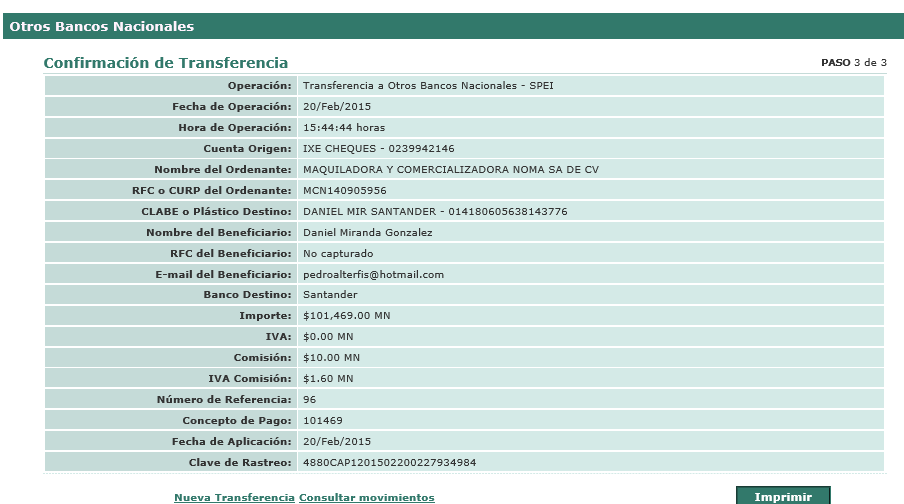 Otros Bancos Nacionales
Confirmación de Transferencia PASO 3 de 3
Operación: Transferencia a Otros Bancos Nacionales - SPEI
Fecha de Operación: 20/Feb/2015
Hora de Operación: 15:44:44 horas
Cuenta Origen: IXE CHEQUES - 0239942146
Nombre del Ordenante: MAQUILADORA Y COMERCIALIZADORA NOMA SA DE CV
RFC o CURP del Ordenante: MCN140905956
CLABE o Plástico Destino: DANIEL MIR SANTANDER - 014180605638143776
Nombre del Beneficiario: Daniel Miranda Gonzalez
RFC del Beneficiario: No capturado
E-mail del Beneficiario: pedroalterfis@hotmail.com
Banco Destino: Santander
Importe: $101,469.00 MN
IVA: $0.00 MN
Comisión: $10.00 MN
IVA Comisión: $1.60 MN
Número de Referencia: 96
Concepto de Pago: 101469
Fecha de Aplicación: 20/Feb/2015
Clave de Rastreo: 4880CAP1201502200227934984
Nueva Transferencia Consultar movimientos Imprimir